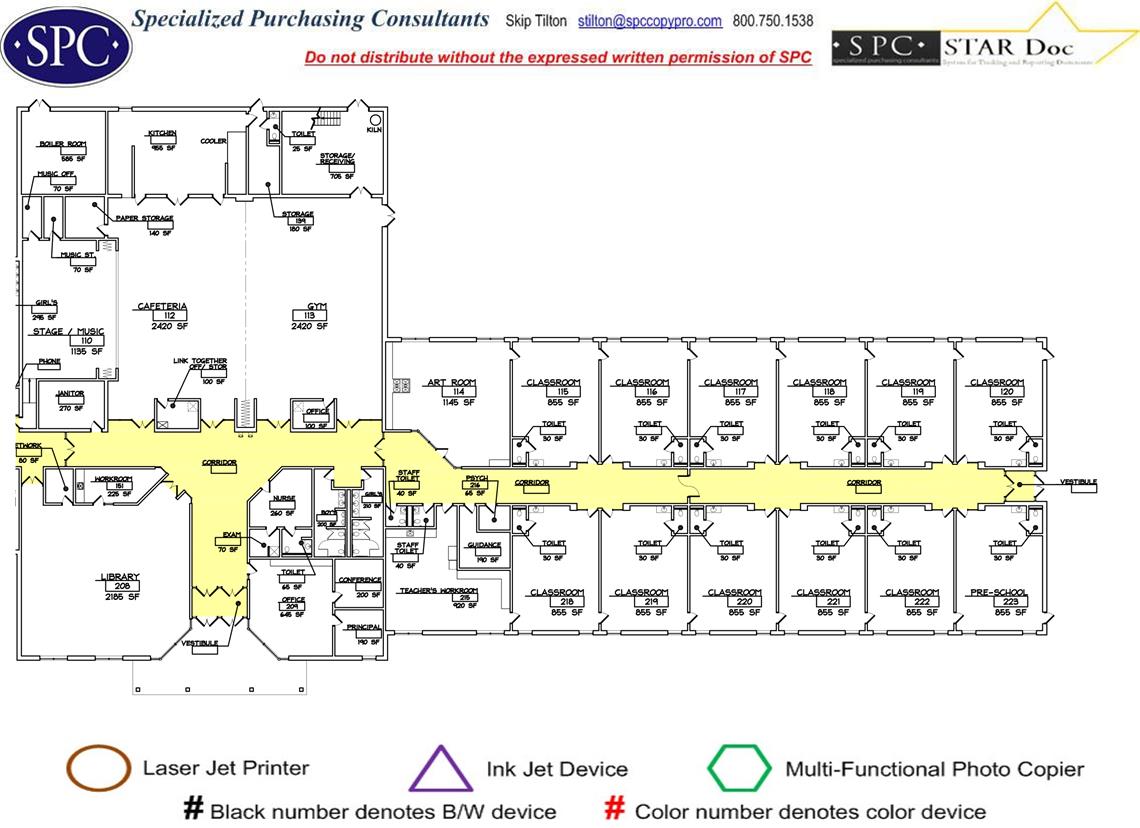 SPC
Specialized Purchasing Consultants Skip Tilton stilton@spccopypro.com 800.750.1538
Do not distribute without the expressed written permission of SPC
SPC STAR Doc
specialized purchasing consultants System for Tracking and Reporting Documents
BOILER ROOM
585 SF
KITCHEN
955 SF
COOLER
TOILET
25 SF
KILN
STORAGE/
RECEIVING
705 SF
MUSIC OFF.
70 SF
PAPER STORAGE
140 SF
STORAGE
139
180 SF
MUSIC ST.
70 SF
GIRL'S
295 SF
CAFETERIA
112
2420 SF
GYM
113
2420 SF
STAGE / MUSIC
110
1135 SF
PHONE
LINK TOGETHER
OFF/ STOR
100 SF
JANITOR
270 SF
OFFICE
100 SF
ART ROOM
114
1145 SF
CLASSROOM
115
855 SF
CLASSROOM
116
855 SF
CLASSROOM
117
855 SF
CLASSROOM
118
855 SF
CLASSROOM
119
855 SF
CLASSROOM
120
855 SF
TOILET
30 SF
TOILET
30 SF
TOILET
30 SF
TOILET
30 SF
TOILET
30 SF
TOILET
30 SF
ETWORK
80 SF
CORRIDOR
WORKROOM
151
225 SF
NURSE
260 SF
BOY'S
200 SF
GIRL'S
210 SF
STAFF
TOILET
40 SF
PSYCH
216
65 SF
CORRIDOR
CORRIDOR
VESTIBULE
EXAM
70 SF
STAFF
TOILET
40 SF
GUIDANCE
190 SF
TOILET
30 SF
TOILET
30 SF
TOILET
30 SF
TOILET
30 SF
TOILET
30 SF
TOILET
30 SF
LIBRARY
208
2185 SF
TOILET
65 SF
OFFICE
209
645 SF
CONFERENCE
200 SF
PRINCIPAL
190 SF
VESTIBULE
TEACHER'S WORKROOM
215
920 SF
CLASSROOM
218
855 SF
CLASSROOM
219
855 SF
CLASSROOM
220
855 SF
CLASSROOM
221
855 SF
CLASSROOM
222
855 SF
PRE-SCHOOL
223
855 SF
Laser Jet Printer Ink Jet Device Multi-Functional Photo Copier
# Black number denotes B/W device # Color number denotes color device